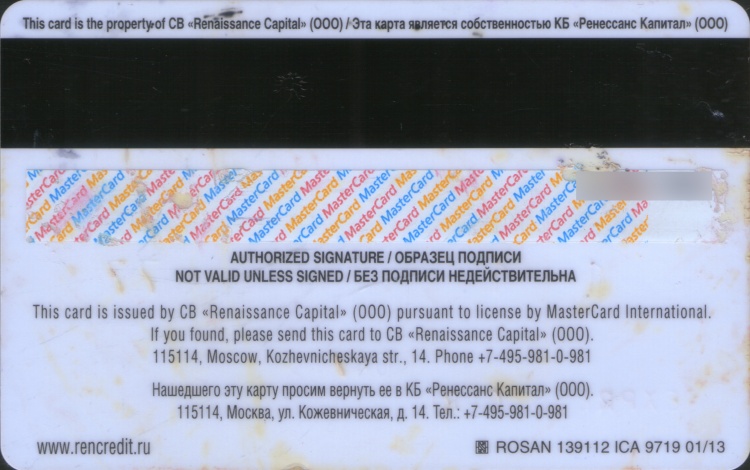 This card is the property of CB «Renaissance Capital» (OOO) / Эта карта является собственностью КБ «Ренессанс Капитал» (ООО)
MasterCard MasterCard MasterCard MasterCard MasterCard
AUTHORIZED SIGNATURE / ОБРАЗЕЦ ПОДПИСИ
NOT VALID UNLESS SIGNED / БЕЗ ПОДПИСИ НЕДЕЙСТВИТЕЛЬНА
This card is issued by CB «Renaissance Capital» (OOO) pursuant to license by MasterCard International.
If you found, please send this card to CB «Renaissance Capital» (OOO).
115114, Moscow, Kozhevnicheskaya str., 14. Phone +7-495-981-0-981
Нашедшего эту карту просим вернуть ее в КБ «Ренессанс Капитал» (ООО).
115114, Москва, ул. Кожевническая, д. 14. Тел.: +7-495-981-0-981
www.rencredit.ru
ROSAN 139112 ICA 9719 01/13